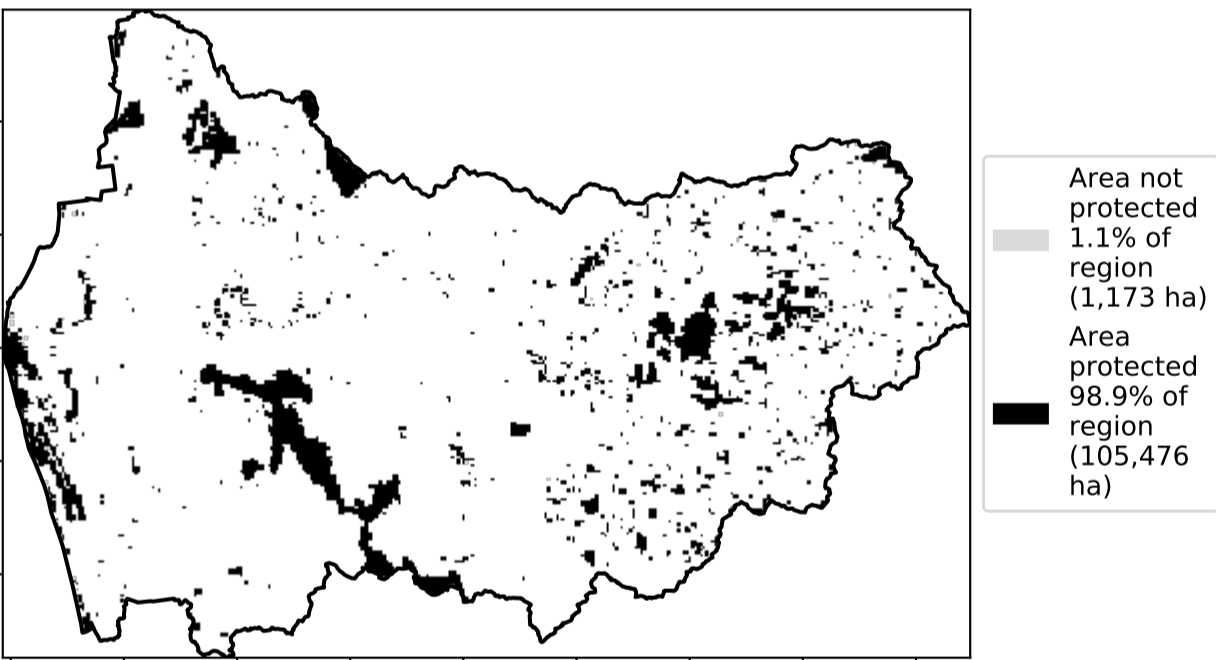 Area not
protected
1.1% of
region
(1,173 ha)
Area
protected
98.9% of
region
(105,476
ha)